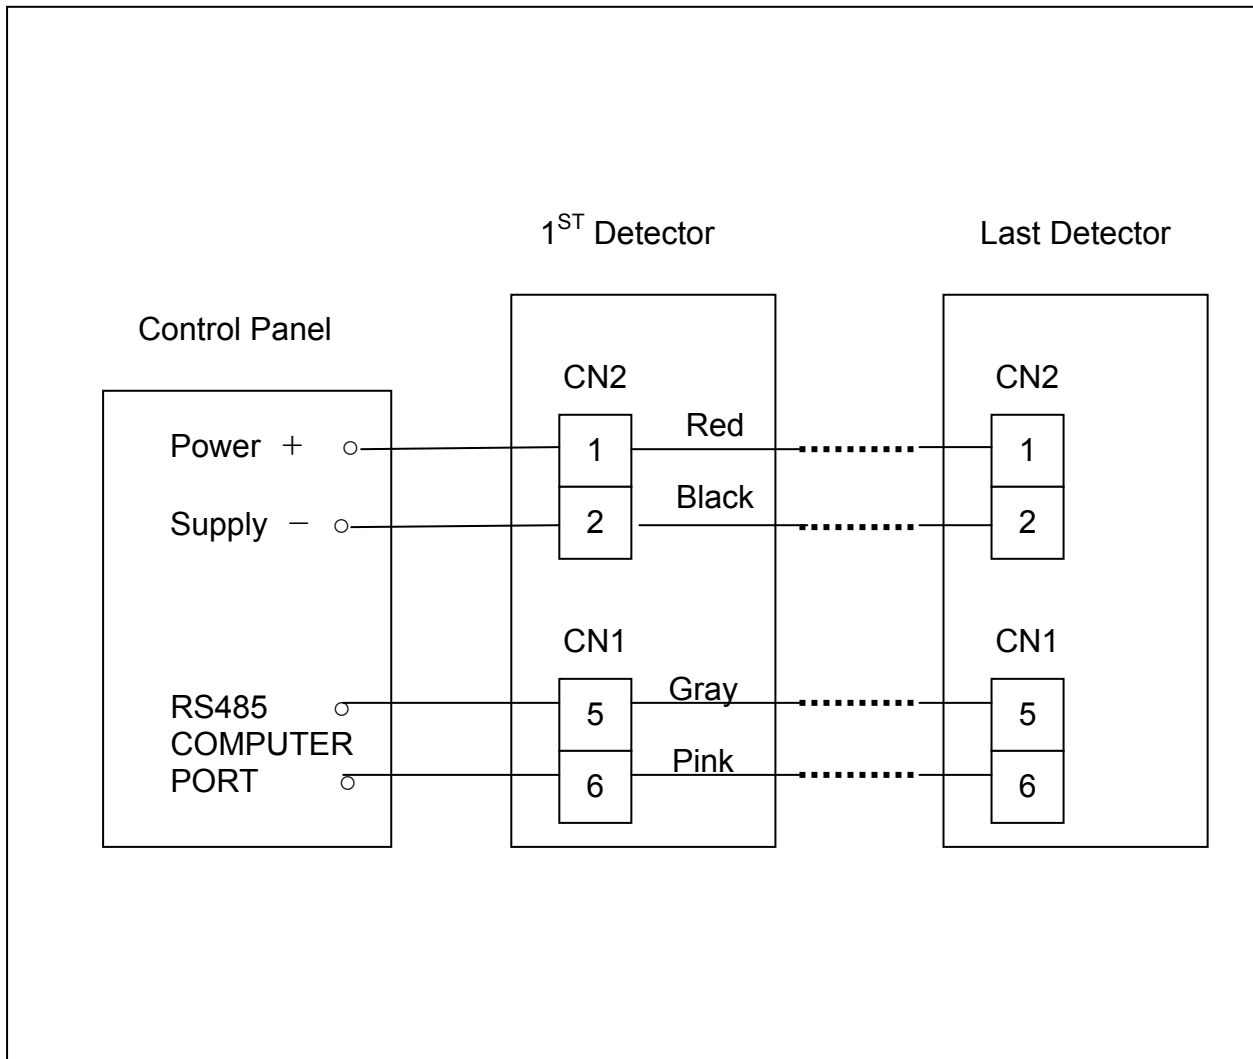 1ST Detector
Last Detector
Control Panel
CN2
CN2
Power +
1
Red
1
Supply −
2
Black
2
CN1
CN1
RS485
COMPUTER
PORT
5
Gray
5
6
Pink
6